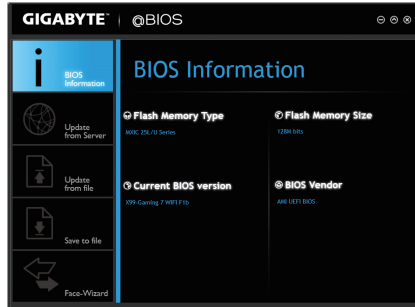 GIGABYTE™ | @BIOS
BIOS Information
BIOS
Information
Update
from Server
Update
from file
Save to file
Face-Wizard
Flash Memory Type
MXIC 25L/U Series
Flash Memory Size
128M bits
Current BIOS version
X99-Gaming 7 WIFI F1b
BIOS Vendor
AMI UEFI BIOS